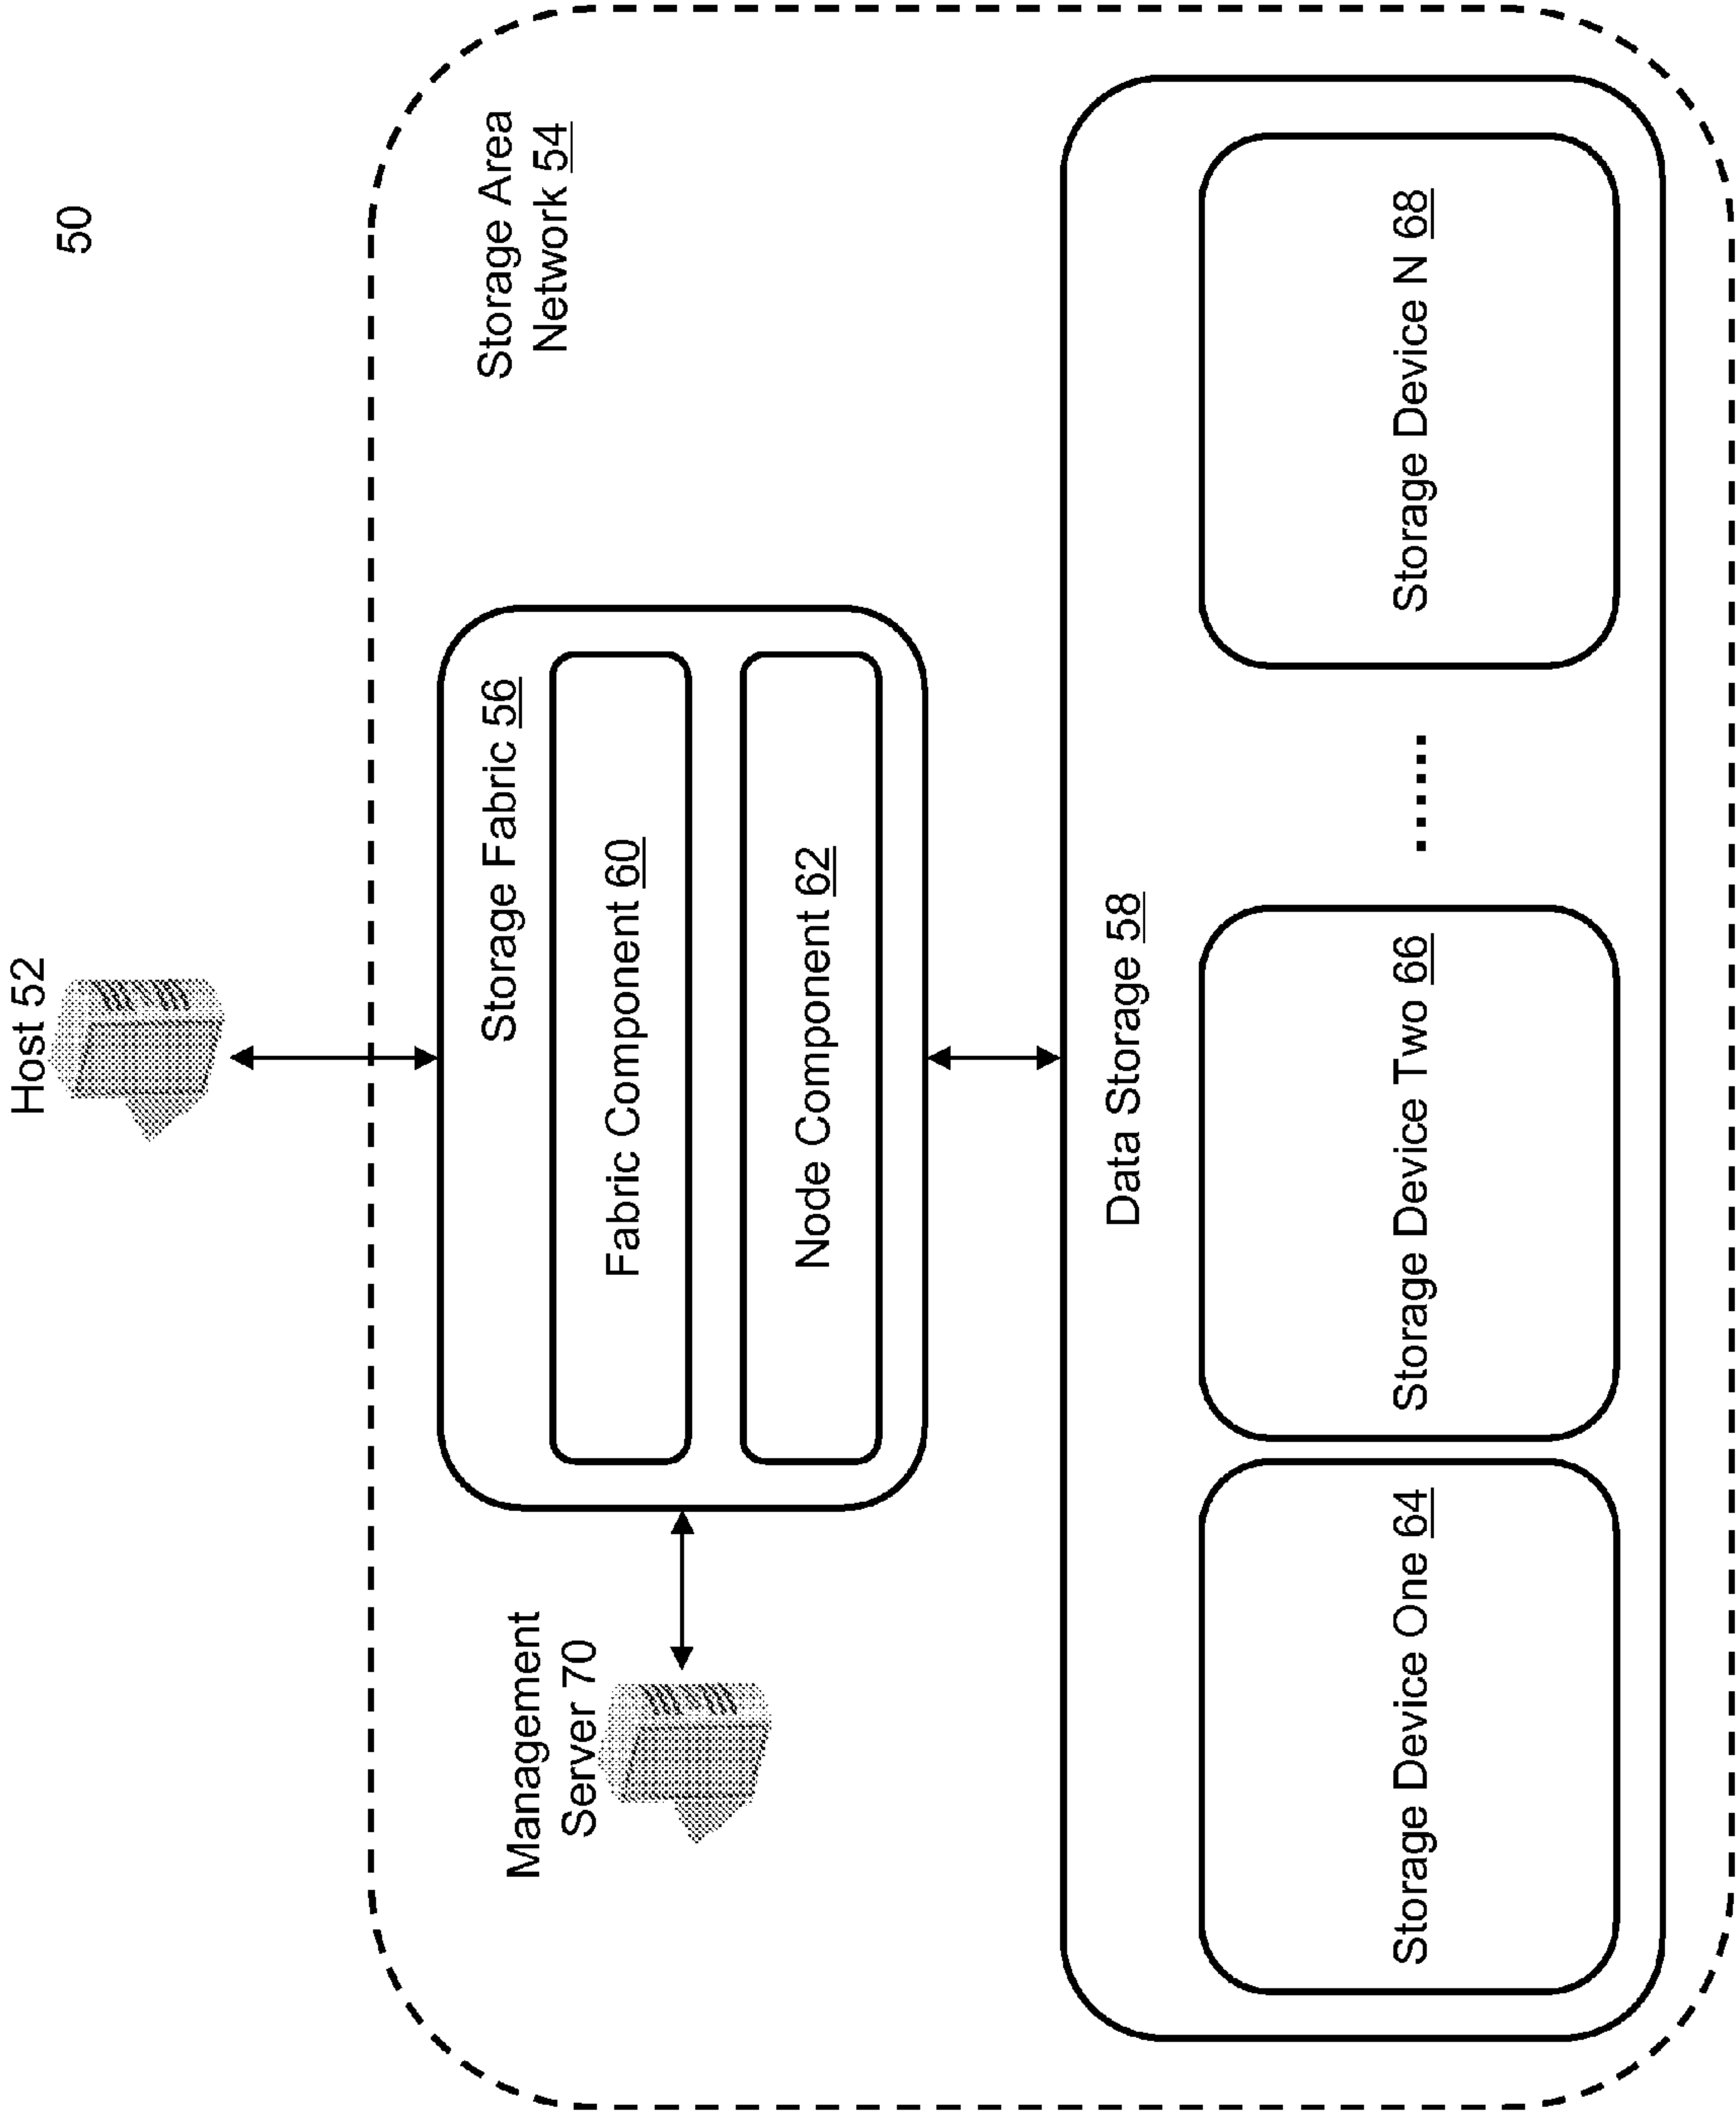 50
Host 52
Storage Area
Network 54
Storage Fabric 56
Fabric Component 60
Node Component 62
Management
Server 70
Data Storage 58
Storage Device One 64
Storage Device Two 66
......
Storage Device N 68